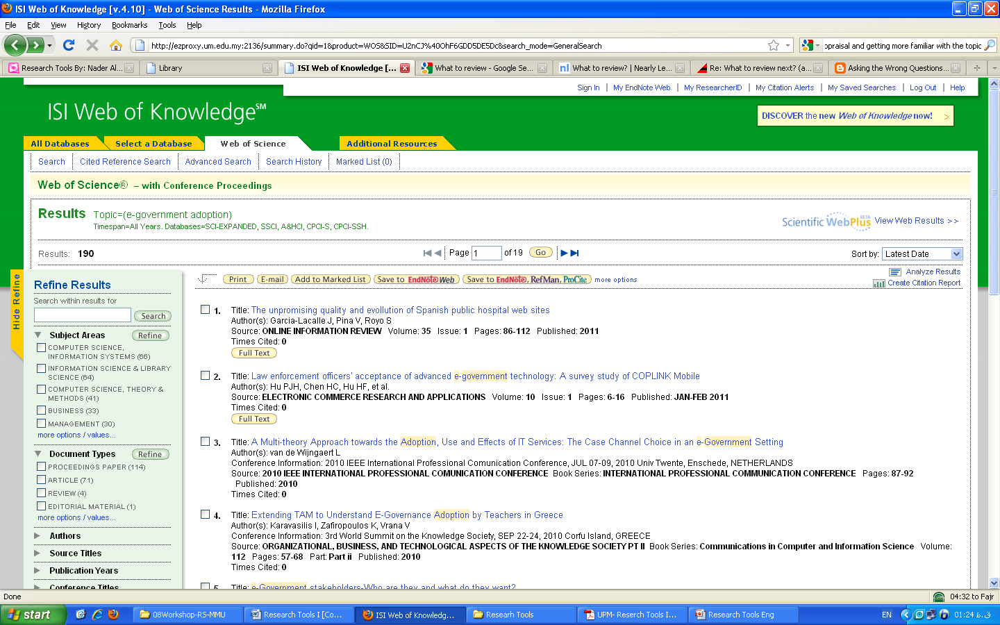 ISI Web of Knowledge [v.4.10] - Web of Science Results - Mozilla Firefox
File Edit View History Bookmarks Tools Help
http://ezproxy.um.edu.my:2136/summary.do?qid=1&product=WOS&SID=U2nCJ%40OhF6GDD5DE5Dc&search_mode=GeneralSearch
praisal and getting more familiar with the topic
Research Tools By: Nader Al... Library ISI Web of Knowledge [... What to review - Google Se... What to review? | Nearly Le... Re: What to review next? (a... Asking the Wrong Questions...
Sign In | My EndNote Web | My ResearcherID | My Citation Alerts | My Saved Searches | Log Out | Help
ISI Web of Knowledge℠
DISCOVER the new Web of Knowledge now! >
All Databases Select a Database Web of Science Additional Resources
Search Cited Reference Search Advanced Search Search History Marked List (0)
Web of Science® – with Conference Proceedings
Results Topic=(e-government adoption)
Timespan=All Years. Databases=SCI-EXPANDED, SSCI, A&HCI, CPCI-S, CPCI-SSH.
Scientific WebPlus BETA View Web Results >>
Results: 190
Page 1 of 19 Go
Sort by: Latest Date
Hide Refine
Refine Results
Search within results for
Search
Subject Areas Refine
COMPUTER SCIENCE,
INFORMATION SYSTEMS (66)
INFORMATION SCIENCE & LIBRARY
SCIENCE (64)
COMPUTER SCIENCE, THEORY &
METHODS (41)
BUSINESS (33)
MANAGEMENT (30)
more options / values...
Document Types Refine
PROCEEDINGS PAPER (114)
ARTICLE (71)
REVIEW (4)
EDITORIAL MATERIAL (1)
more options / values...
Authors
Source Titles
Publication Years
Conference Titles
Print E-mail Add to Marked List Save to EndNote Web Save to EndNote, RefMan, ProCite more options
Analyze Results
Create Citation Report
1. Title: The unpromising quality and evollution of Spanish public hospital web sites
Author(s): Garcia-Lacalle J, Pina V, Royo S
Source: ONLINE INFORMATION REVIEW Volume: 35 Issue: 1 Pages: 86-112 Published: 2011
Times Cited: 0
Full Text
2. Title: Law enforcement officers' acceptance of advanced e-government technology: A survey study of COPLINK Mobile
Author(s): Hu PJH, Chen HC, Hu HF, et al.
Source: ELECTRONIC COMMERCE RESEARCH AND APPLICATIONS Volume: 10 Issue: 1 Pages: 6-16 Published: JAN-FEB 2011
Times Cited: 0
Full Text
3. Title: A Multi-theory Approach towards the Adoption, Use and Effects of IT Services: The Case Channel Choice in an e-Government Setting
Author(s): van de Wijngaert L
Conference Information: 2010 IEEE International Professional Comunication Conference, JUL 07-09, 2010 Univ Twente, Enschede, NETHERLANDS
Source: 2010 IEEE INTERNATIONAL PROFESSIONAL COMUNICATION CONFERENCE Book Series: INTERNATIONAL PROFESSIONAL COMMUNICATION CONFERENCE Pages: 87-92
Published: 2010
Times Cited: 0
4. Title: Extending TAM to Understand E-Governance Adoption by Teachers in Greece
Author(s): Karavasilis I, Zafiropoulos K, Vrana V
Conference Information: 3rd World Summit on the Knowledge Society, SEP 22-24, 2010 Corfu Island, GREECE
Source: ORGANIZATIONAL, BUSINESS, AND TECHNOLOGICAL ASPECTS OF THE KNOWLEDGE SOCIETY PT II Book Series: Communications in Computer and Information Science Volume:
112 Pages: 57-68 Part: Part ii Published: 2010
Times Cited: 0
5. Title: e-Government stakeholders-Who are they and what do they want?
Done
04:32 to Fajr
start 08Workshop-RS-MMU Research Tools I [Co... ISI Web of Knowledg... Researh Tools UPM- Reserch Tools I... Research Tools Eng EN 01:24 ق.ظ